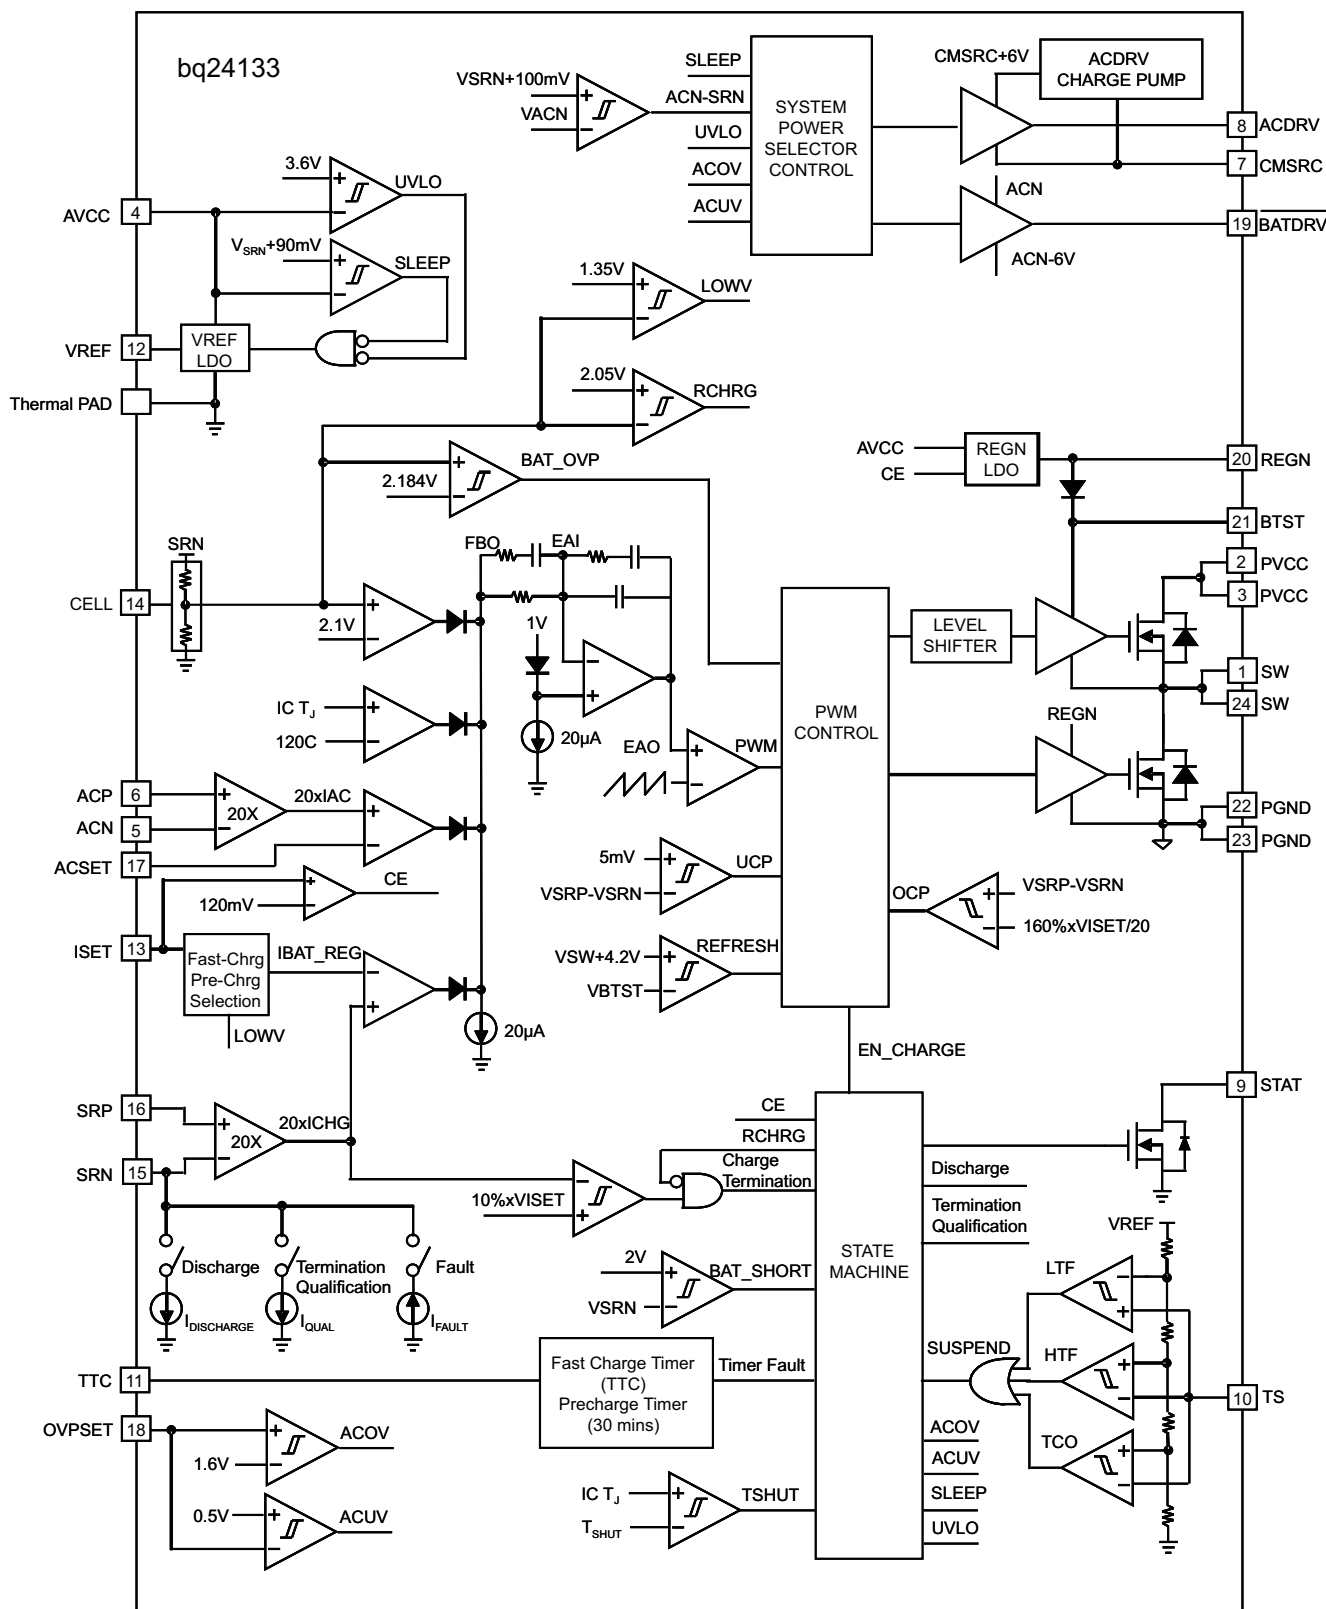 bq24133
SLEEP
VSRN+100mV
ACN-SRN
VACN
UVLO
ACOV
ACUV
SYSTEM
POWER
SELECTOR
CONTROL
CMSRC+6V
ACDRV
CHARGE PUMP
8 ACDRV
7 CMSRC
ACN
19 BATDRV
ACN-6V
3.6V
UVLO
AVCC 4
VSRN+90mV
SLEEP
VREF 12
VREF
LDO
Thermal PAD
1.35V
LOWV
2.05V
RCHRG
BAT_OVP
2.184V
AVCC
CE
REGN
LDO
20 REGN
21 BTST
2 PVCC
3 PVCC
1 SW
24 SW
22 PGND
23 PGND
SRN
CELL 14
2.1V
FBO
EAI
1V
20µA
IC TJ
120C
EAO
PWM
PWM
CONTROL
LEVEL
SHIFTER
REGN
ACP 6
ACN 5
20X
20xIAC
ACSET 17
CE
120mV
ISET 13
Fast-Chrg
Pre-Chrg
Selection
IBAT_REG
LOWV
20µA
5mV
UCP
VSRP-VSRN
OCP
VSRP-VSRN
160%xVISET/20
VSW+4.2V
REFRESH
VBTST
EN_CHARGE
SRP 16
SRN 15
20X
20xICHG
10%xVISET
CE
RCHRG
Charge
Termination
9 STAT
Discharge
Termination
Qualification
Discharge
Termination
Qualification
Fault
IDISCHARGE
IQUAL
IFAULT
2V
BAT_SHORT
VSRN
STATE
MACHINE
VREF
LTF
HTF
TCO
SUSPEND
10 TS
TTC 11
Fast Charge Timer
(TTC)
Precharge Timer
(30 mins)
Timer Fault
OVPSET 18
ACOV
1.6V
0.5V
ACUV
IC TJ
TSHUT
TSHUT
ACOV
ACUV
SLEEP
UVLO